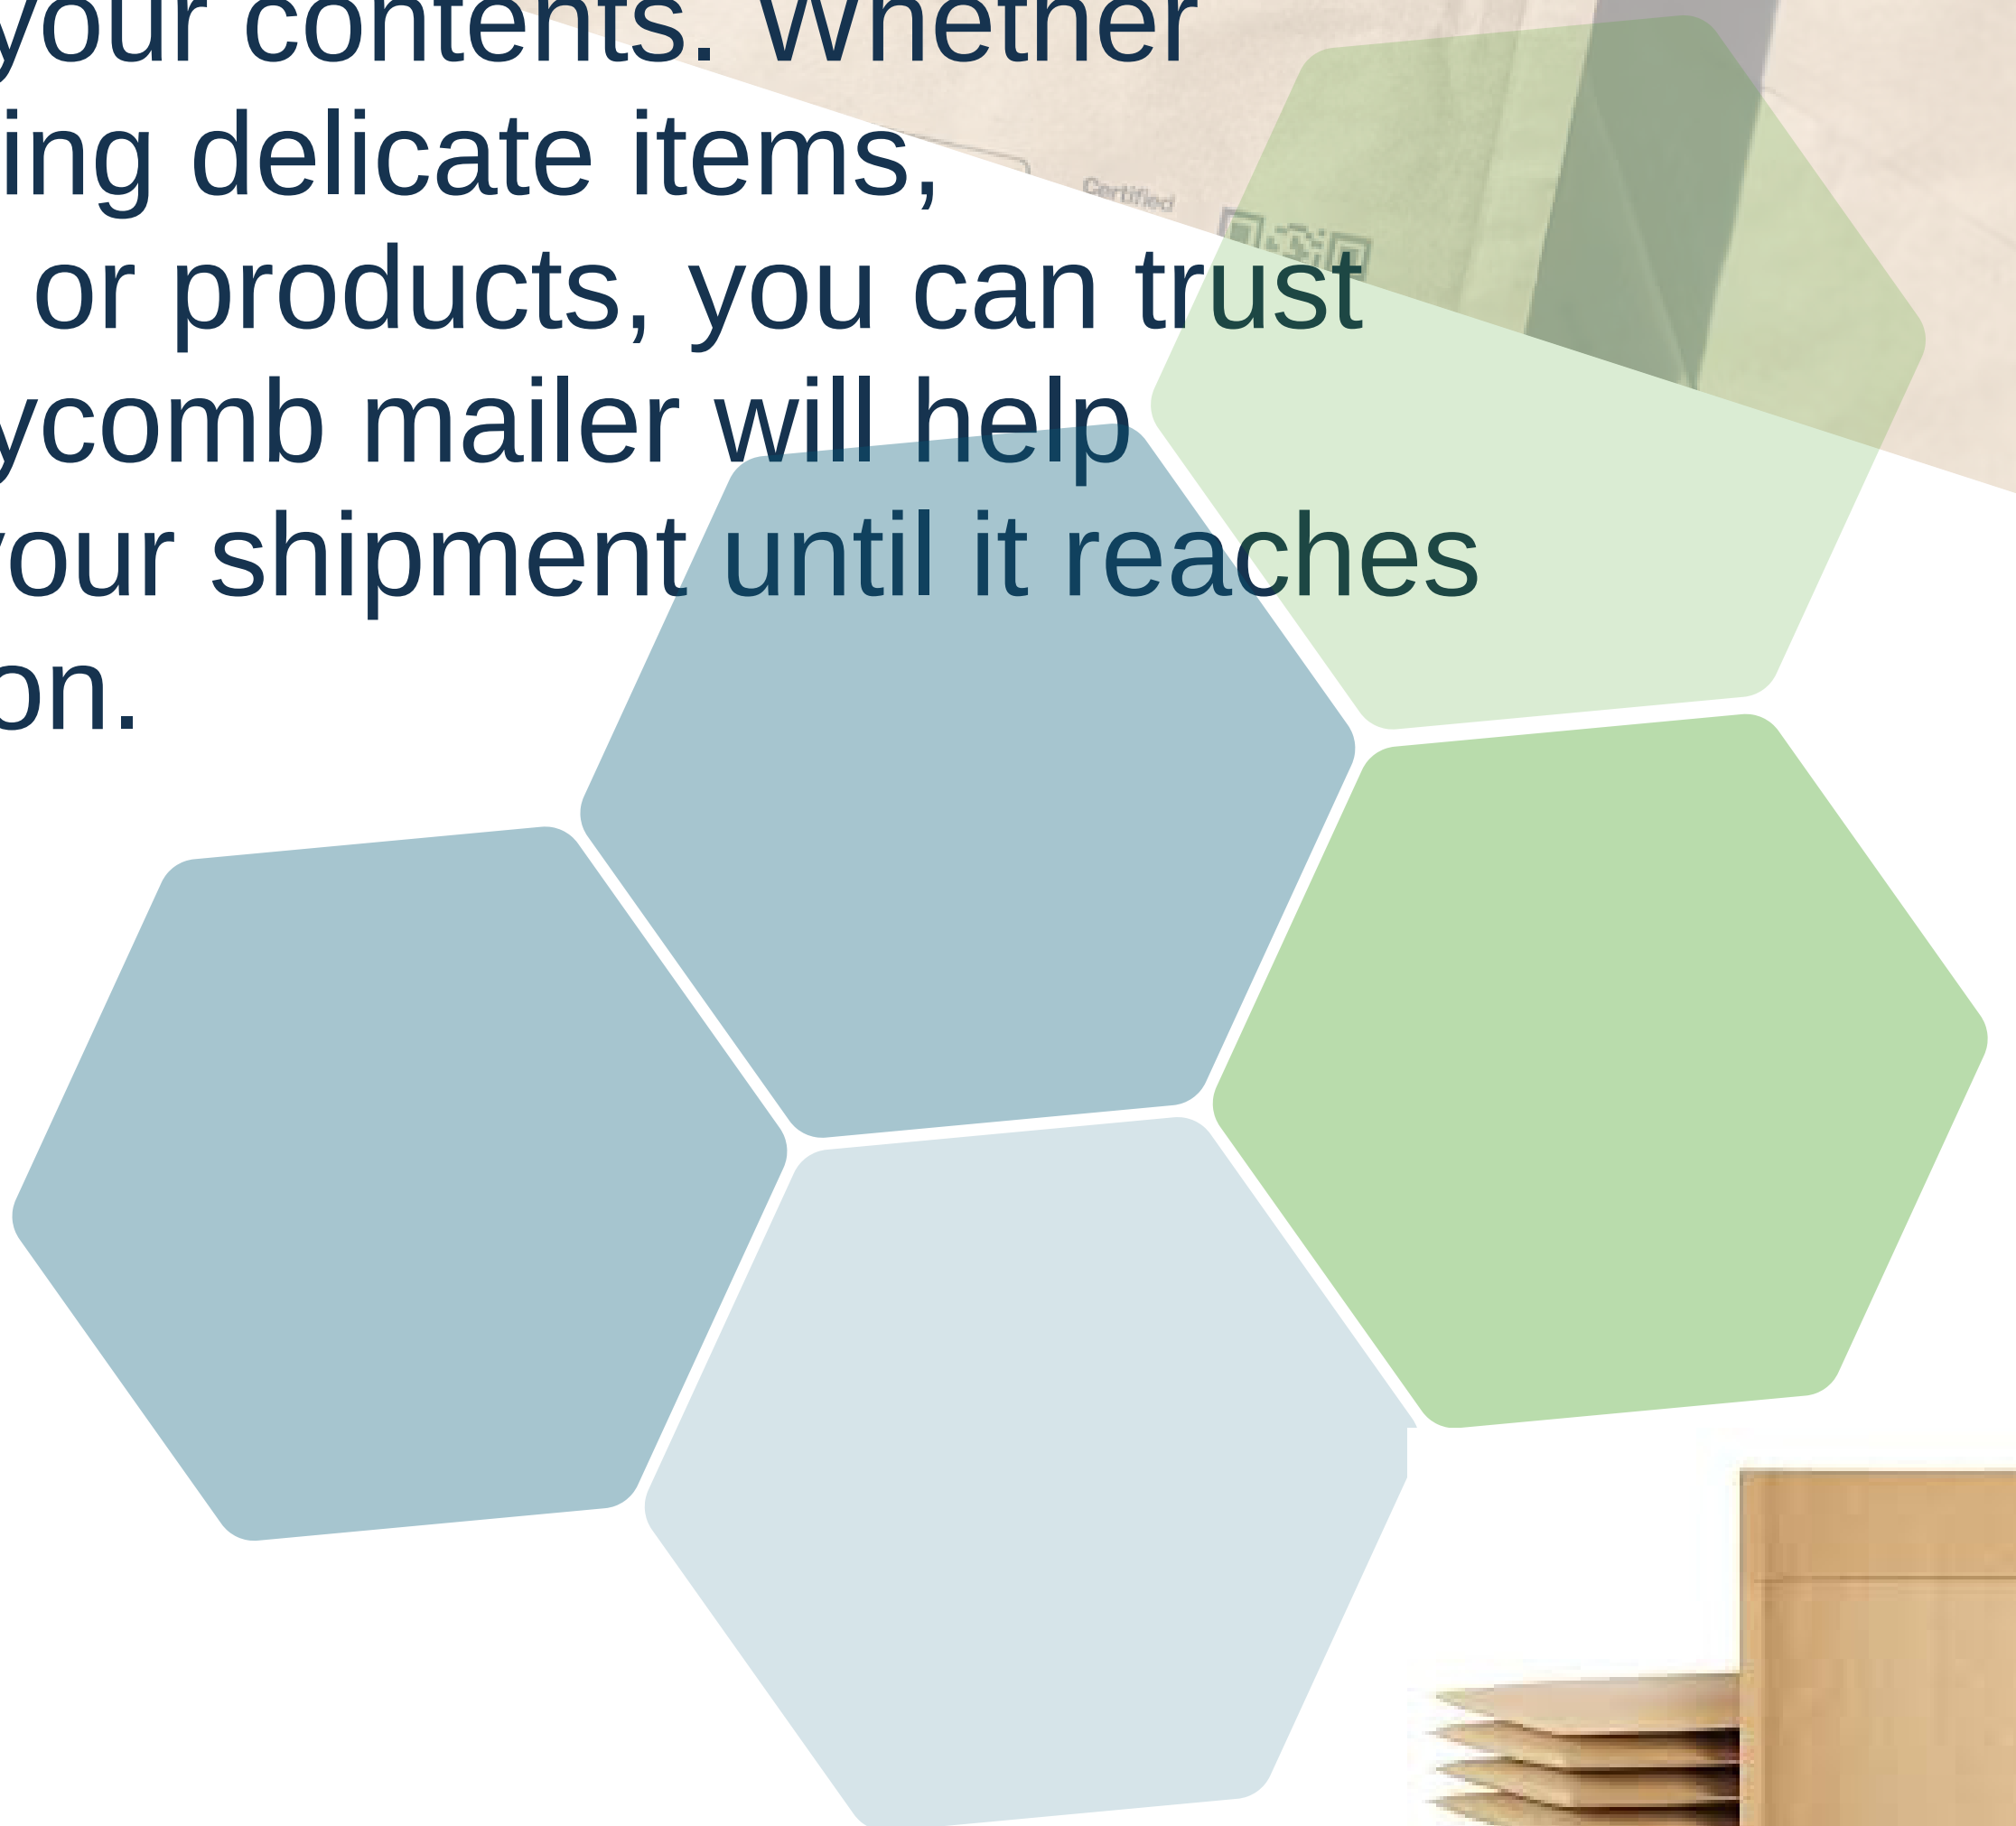 your contents. Whether
ing delicate items,
Certified
or products, you can trust
ycomb mailer will help
your shipment until it reaches
on.